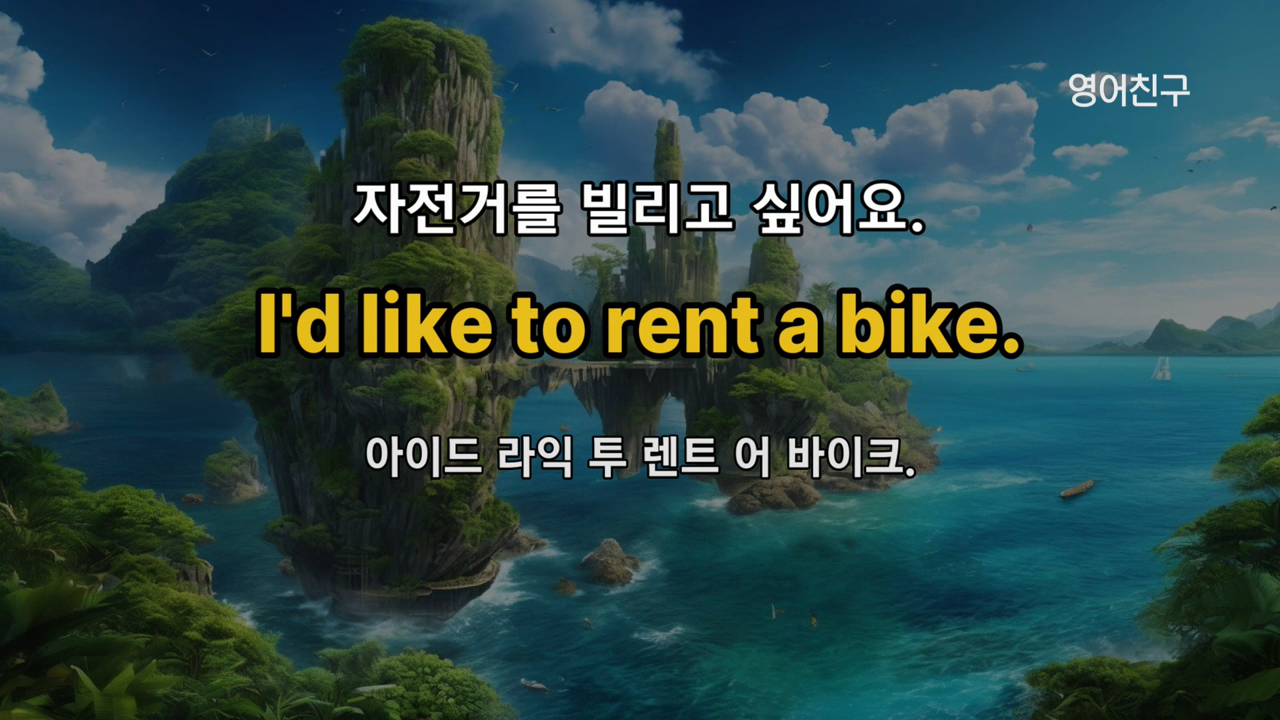 영어친구
자전거를 빌리고 싶어요.
I'd like to rent a bike.
아이드 라익 투 렌트 어 바이크.